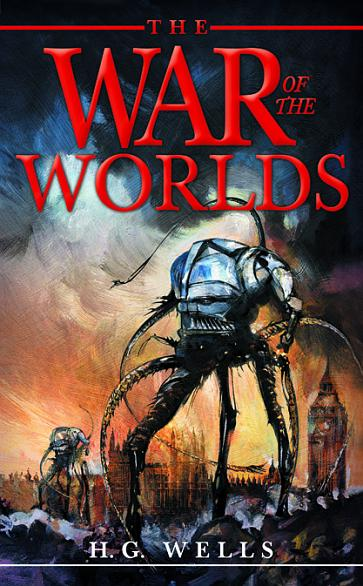 THE
WAR
OF
THE
WORLDS
H.G. WELLS